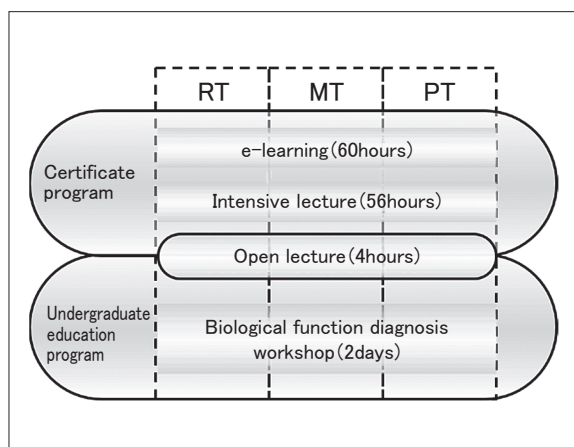 RT MT PT
Certificate
program
e-learning(60hours)
Intensive lecture(56hours)
Open lecture(4hours)
Undergraduate
education
program
Biological function diagnosis
workshop(2days)